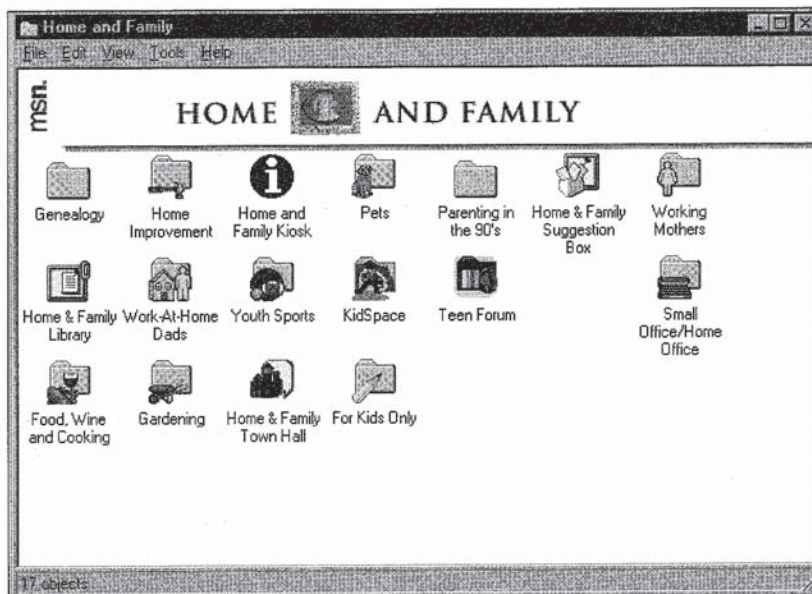 Home and Family
File Edit View Tools Help
msn.
HOME AND FAMILY
Genealogy
Home
Improvement
Home and
Family Kiosk
Pets
Parenting in
the 90's
Home & Family
Suggestion
Box
Working
Mothers
Home & Family
Library
Work-At-Home
Dads
Youth Sports
KidSpace
Teen Forum
Small
Office/Home
Office
Food, Wine
and Cooking
Gardening
Home & Family
Town Hall
For Kids Only
17 objects